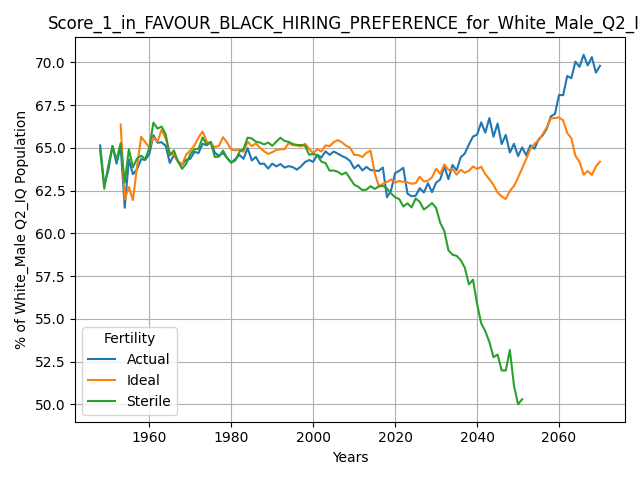 Score_1_in_FAVOUR_BLACK_HIRING_PREFERENCE_for_White_Male_Q2_I
% of White_Male Q2_IQ Population
70.0
67.5
65.0
62.5
60.0
57.5
55.0
52.5
50.0
Fertility
Actual
Ideal
Sterile
1960 1980 2000 2020 2040 2060
Years